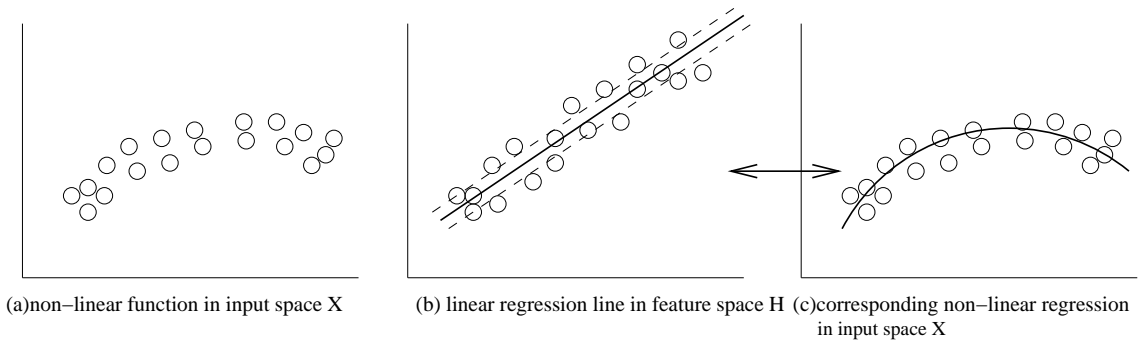 (a)non−linear function in input space X
(b) linear regression line in feature space H
(c)corresponding non−linear regression
in input space X